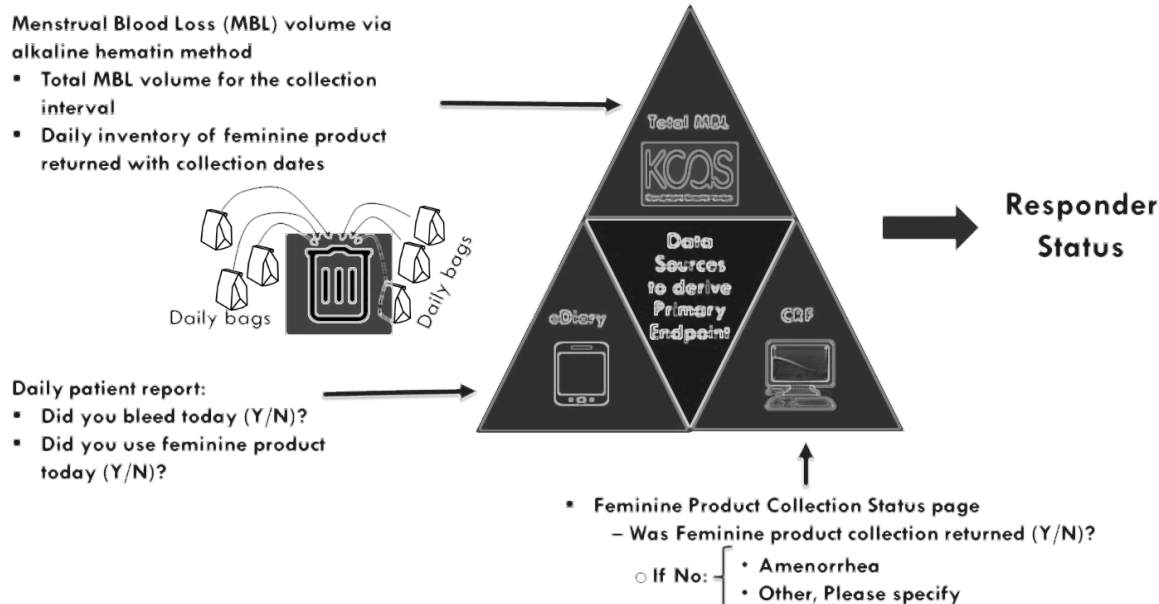 Menstrual Blood Loss (MBL) volume via
alkaline hematin method
▪ Total MBL volume for the collection
interval
▪ Daily inventory of feminine product
returned with collection dates
Daily bags
Daily bags
Daily patient report:
▪ Did you bleed today (Y/N)?
▪ Did you use feminine product
today (Y/N)?
Total MBL
KCAS
Data
Sources
to derive
Primary
Endpoint
eDiary
CRF
Responder
Status
▪ Feminine Product Collection Status page
– Was Feminine product collection returned (Y/N)?
○ If No:
• Amenorrhea
• Other, Please specify